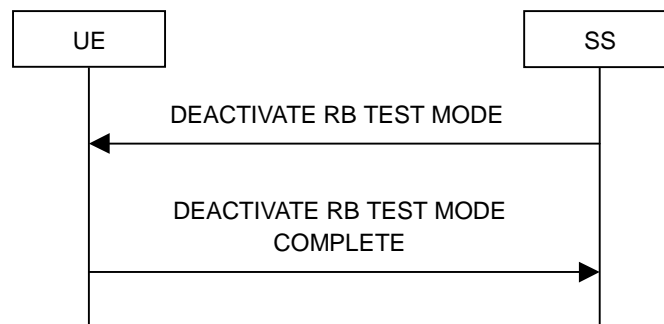 UE
SS
DEACTIVATE RB TEST MODE
DEACTIVATE RB TEST MODE
COMPLETE